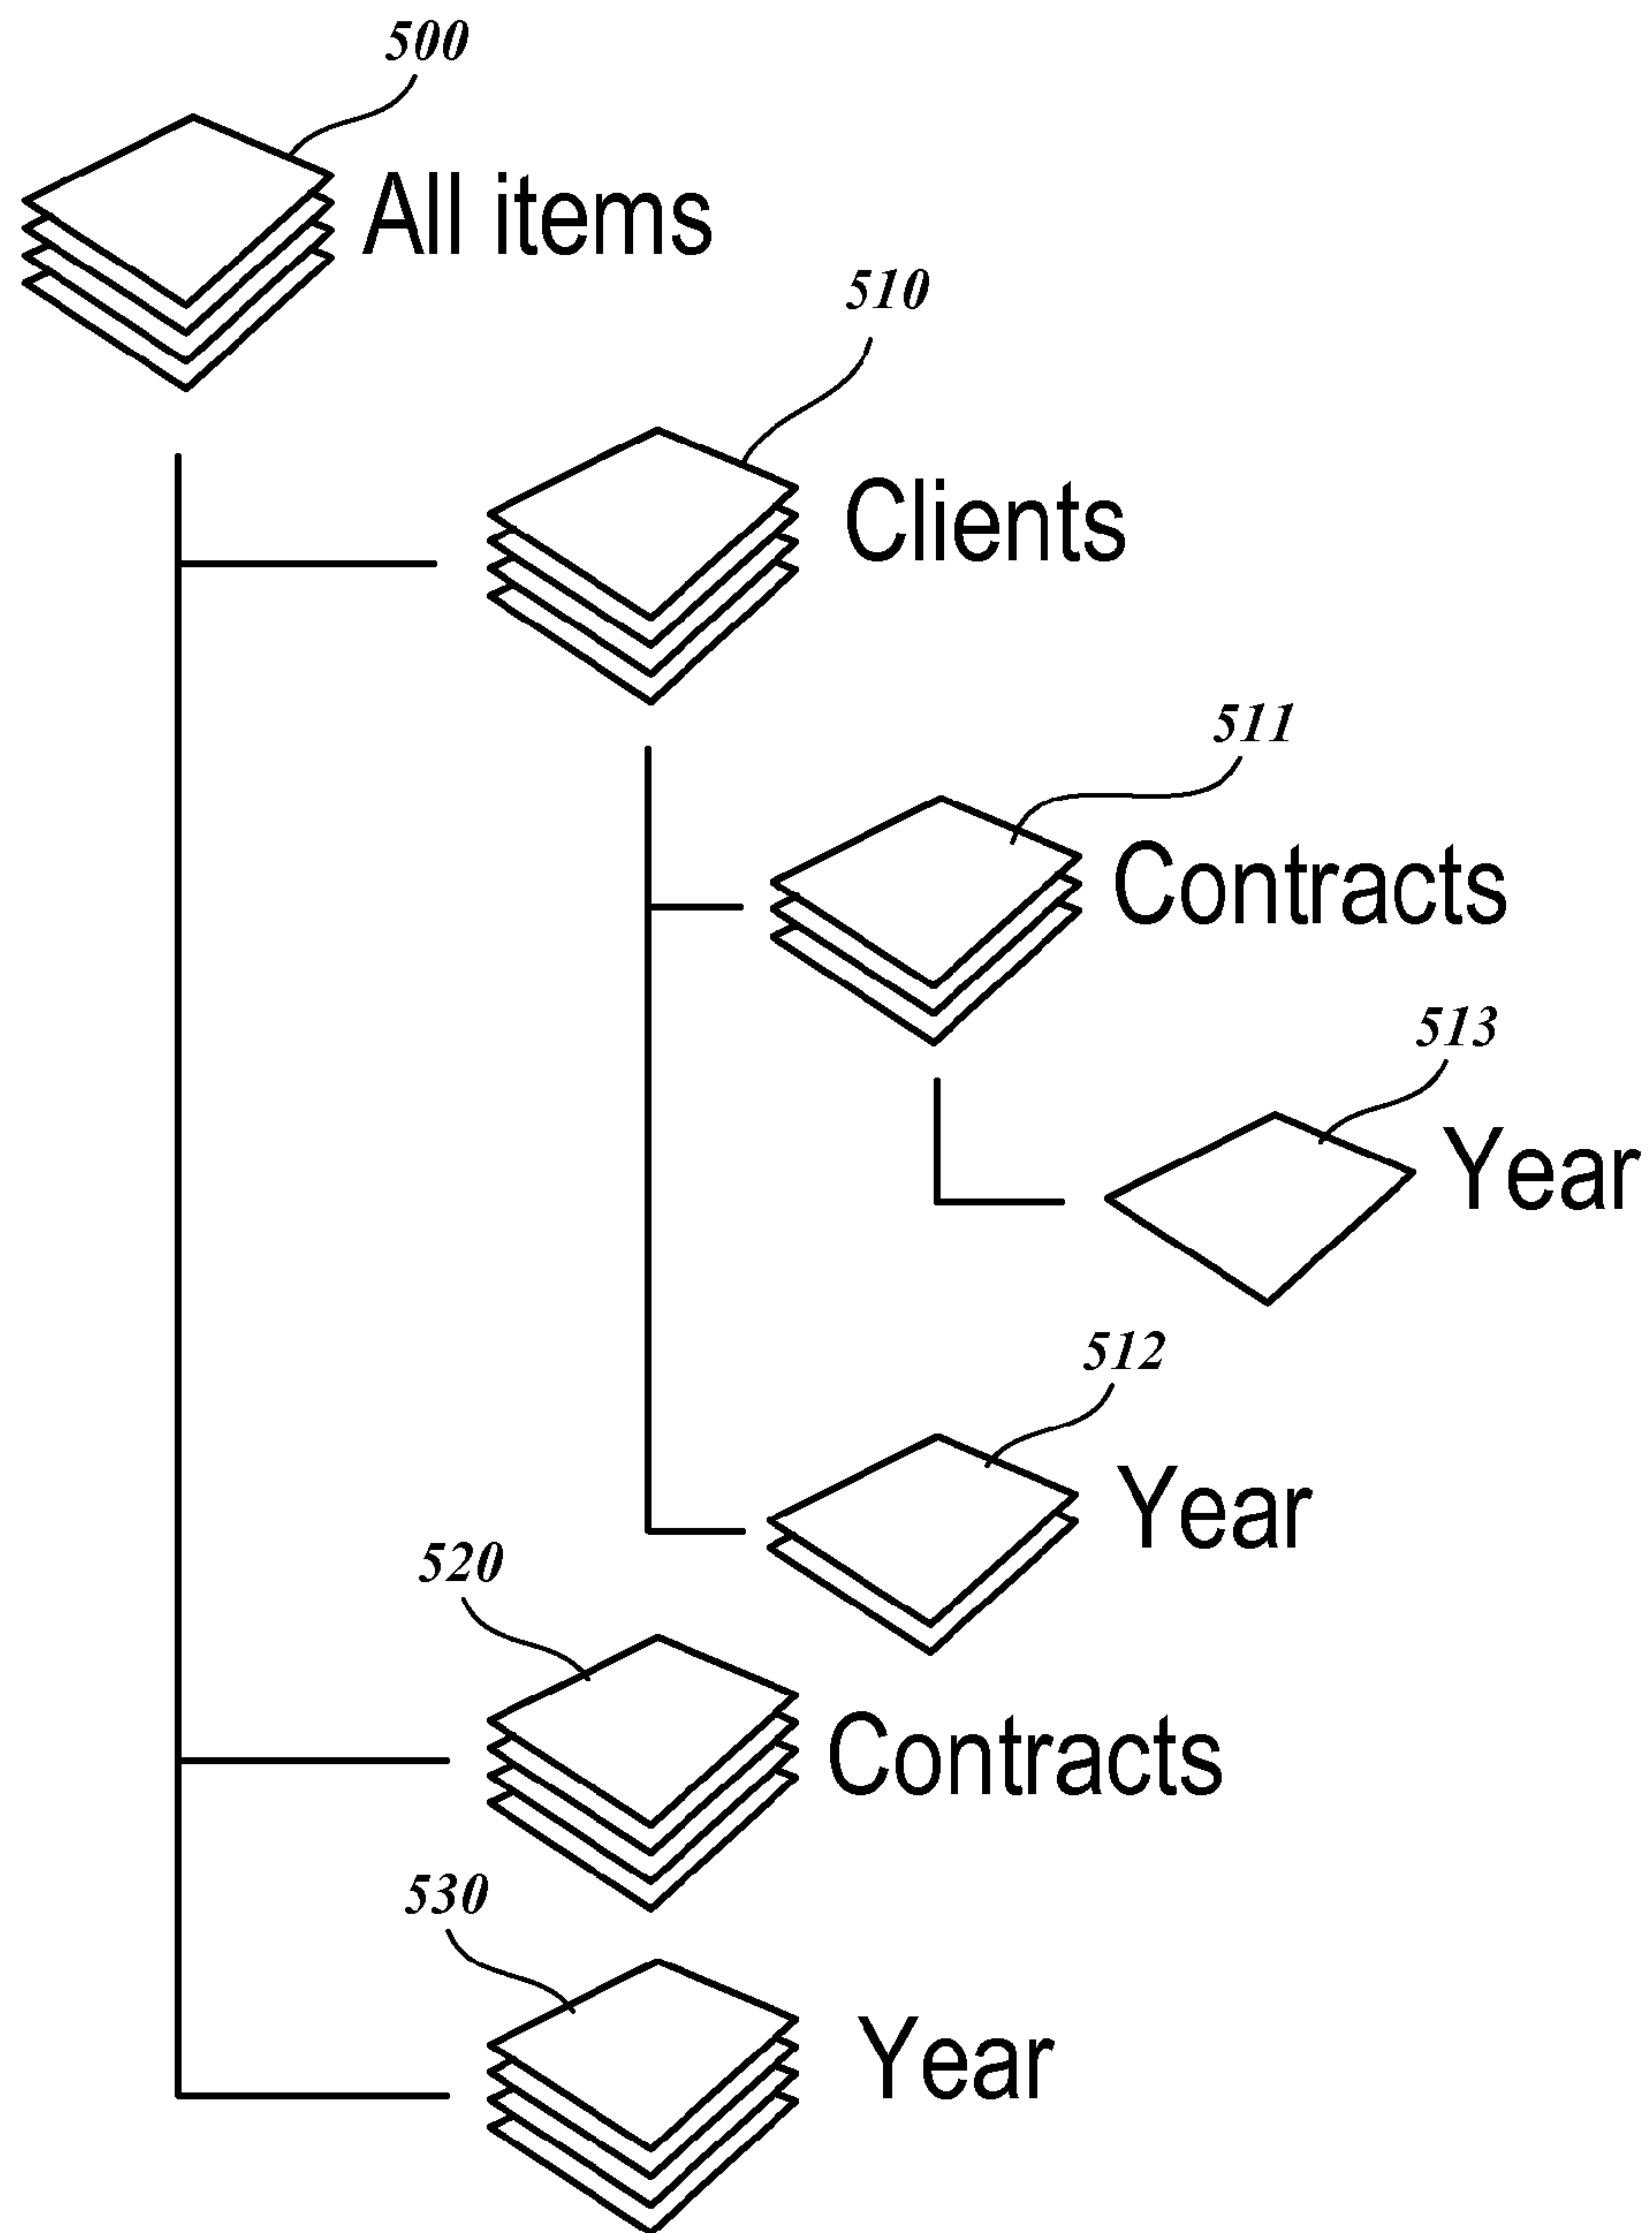 500
All items
510
Clients
511
Contracts
513
Year
512
Year
520
Contracts
530
Year